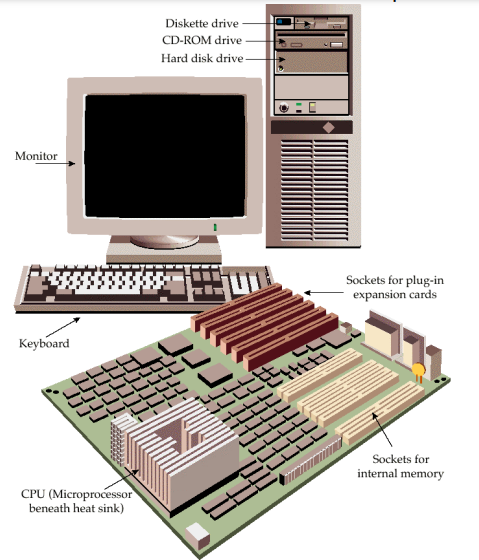 Diskette drive
CD-ROM drive
Hard disk drive
Monitor
Sockets for plug-in
expansion cards
Keyboard
Sockets for
internal memory
CPU (Microprocessor
beneath heat sink)